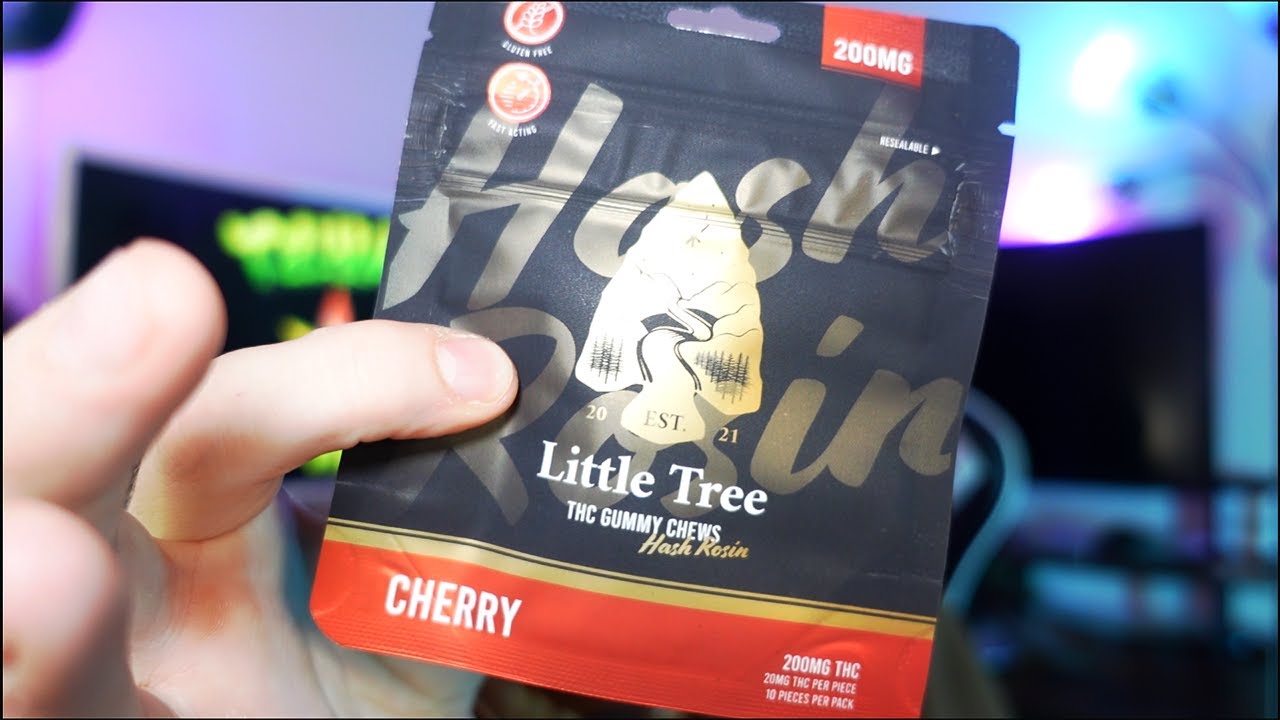 GLUTEN FREE
200MG
FAST ACTING
RESEALABLE
Hash
Rosin
20 EST. 21
Little Tree
THC GUMMY CHEWS
Hash Rosin
CHERRY
200MG THC
20MG THC PER PIECE
10 PIECES PER PACK